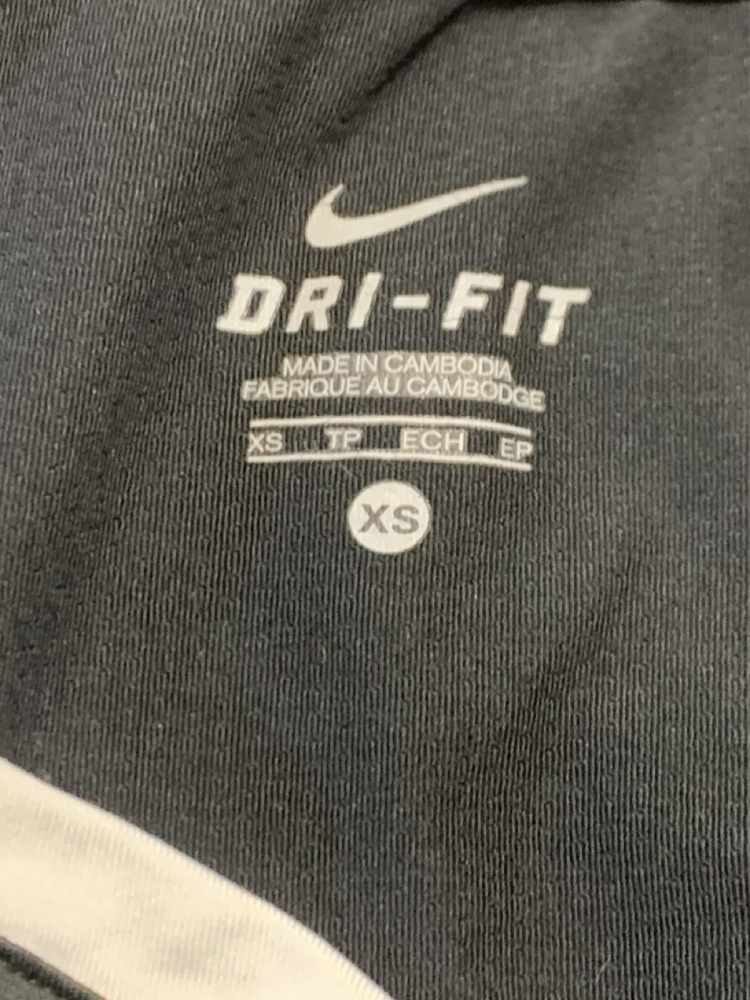 DRI-FIT
MADE IN CAMBODIA
FABRIQUE AU CAMBODGE
XS TP ECH EP
XS